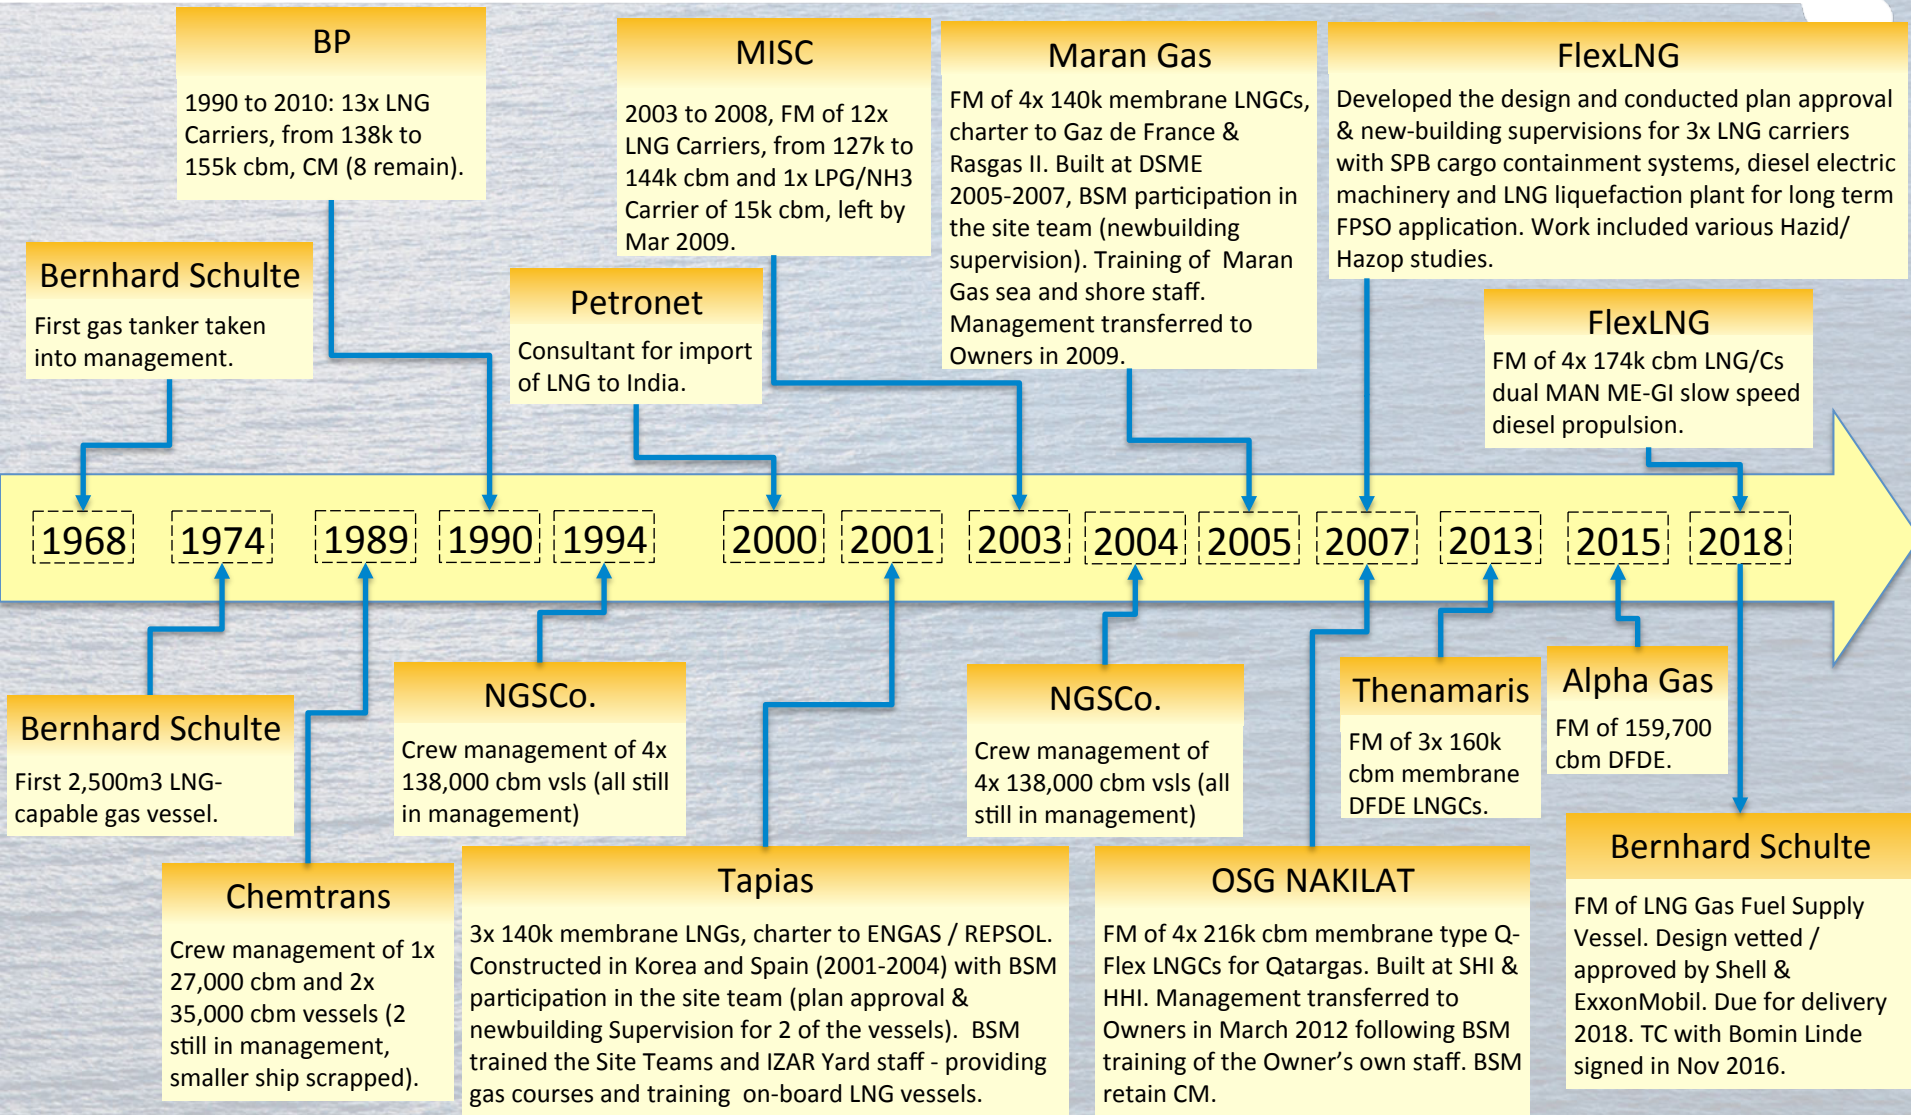 BP
1990 to 2010: 13x LNG
Carriers, from 138k to
155k cbm, CM (8 remain).
MISC
2003 to 2008, FM of 12x
LNG Carriers, from 127k to
144k cbm and 1x LPG/NH3
Carrier of 15k cbm, left by
Mar 2009.
Maran Gas
FM of 4x 140k membrane LNGCs,
charter to Gaz de France &
Rasgas II. Built at DSME
2005-2007, BSM participation in
the site team (newbuilding
supervision). Training of Maran
Gas sea and shore staff.
Management transferred to
Owners in 2009.
FlexLNG
Developed the design and conducted plan approval
& new-building supervisions for 3x LNG carriers
with SPB cargo containment systems, diesel electric
machinery and LNG liquefaction plant for long term
FPSO application. Work included various Hazid/
Hazop studies.
Bernhard Schulte
First gas tanker taken
into management.
Petronet
Consultant for import
of LNG to India.
FlexLNG
FM of 4x 174k cbm LNG/Cs
dual MAN ME-GI slow speed
diesel propulsion.
1968 1974 1989 1990 1994 2000 2001 2003 2004 2005 2007 2013 2015 2018
Bernhard Schulte
First 2,500m3 LNG-
capable gas vessel.
NGSCo.
Crew management of 4x
138,000 cbm vsls (all still
in management)
NGSCo.
Crew management of
4x 138,000 cbm vsls (all
still in management)
Thenamaris
FM of 3x 160k
cbm membrane
DFDE LNGCs.
Alpha Gas
FM of 159,700
cbm DFDE.
Chemtrans
Crew management of 1x
27,000 cbm and 2x
35,000 cbm vessels (2
still in management,
smaller ship scrapped).
Tapias
3x 140k membrane LNGs, charter to ENGAS / REPSOL.
Constructed in Korea and Spain (2001-2004) with BSM
participation in the site team (plan approval &
newbuilding Supervision for 2 of the vessels). BSM
trained the Site Teams and IZAR Yard staff - providing
gas courses and training on-board LNG vessels.
OSG NAKILAT
FM of 4x 216k cbm membrane type Q-
Flex LNGCs for Qatargas. Built at SHI &
HHI. Management transferred to
Owners in March 2012 following BSM
training of the Owner's own staff. BSM
retain CM.
Bernhard Schulte
FM of LNG Gas Fuel Supply
Vessel. Design vetted /
approved by Shell &
ExxonMobil. Due for delivery
2018. TC with Bomin Linde
signed in Nov 2016.